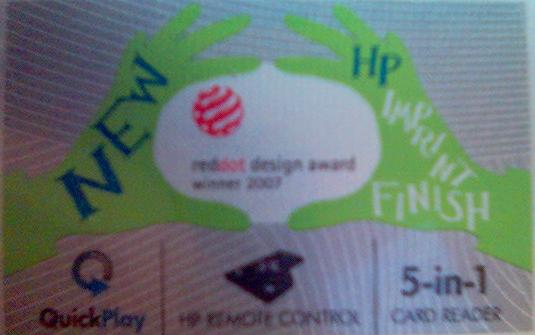 NEW
HP
IMPRINT
FINISH
reddot design award
winner 2007
QuickPlay
HP REMOTE CONTROL
5-in-1
CARD READER